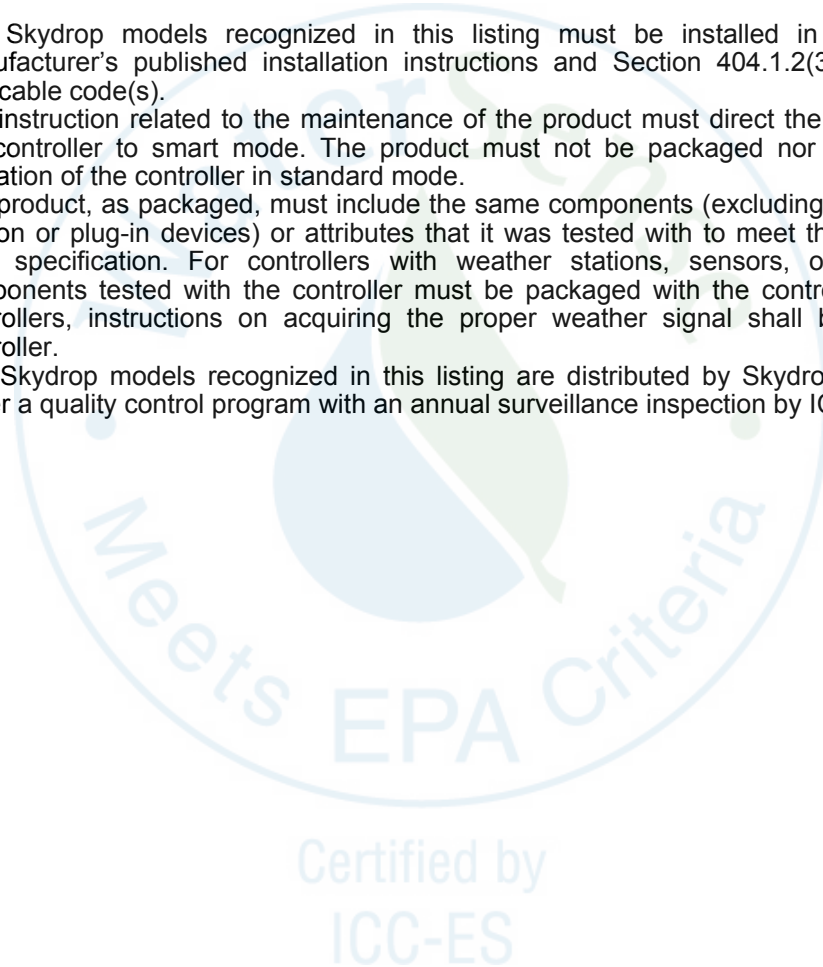 Skydrop models recognized in this listing must be installed in
ufacturer's published installation instructions and Section 404.1.2(3
cable code(s).
instruction related to the maintenance of the product must direct the
controller to smart mode. The product must not be packaged nor
ation of the controller in standard mode.
product, as packaged, must include the same components (excluding
on or plug-in devices) or attributes that it was tested with to meet th
specification. For controllers with weather stations, sensors, o
ponents tested with the controller must be packaged with the contro
rollers, instructions on acquiring the proper weather signal shall b
roller.
Skydrop models recognized in this listing are distributed by Skydro
er a quality control program with an annual surveillance inspection by IC
WaterSense
Meets EPA Criteria
Certified by
ICC-ES